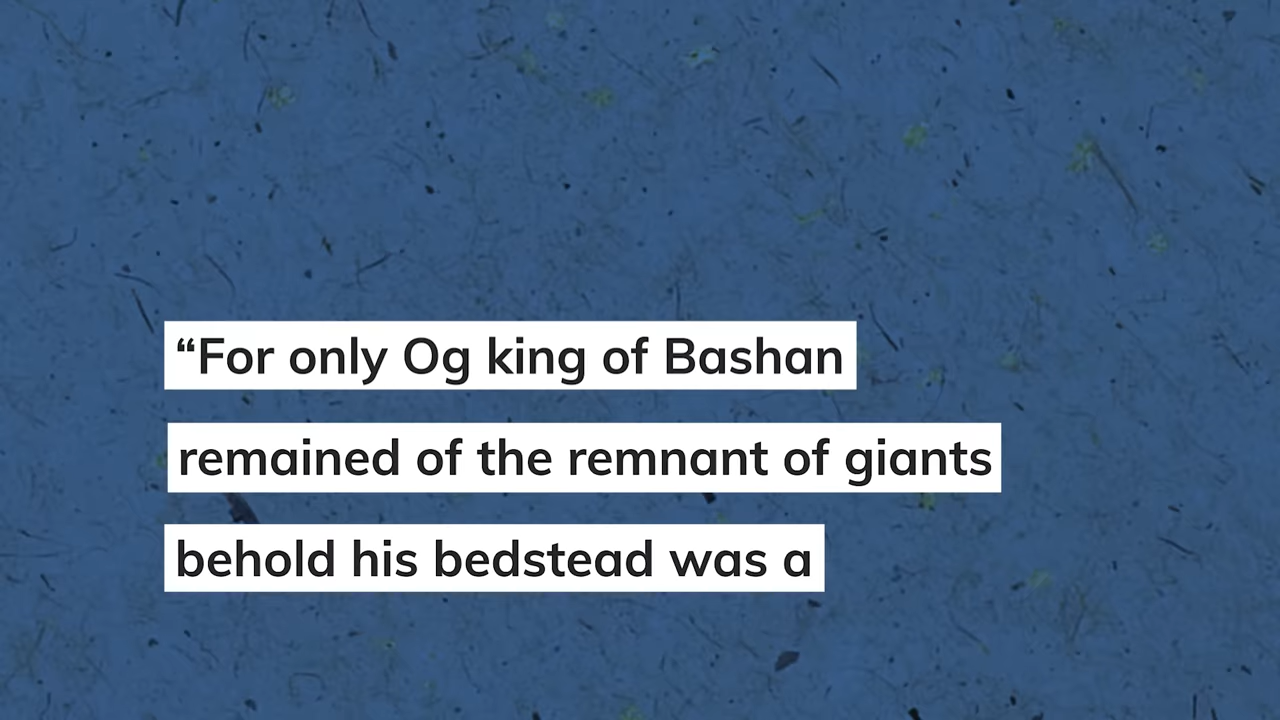 “For only Og king of Bashan
remained of the remnant of giants
behold his bedstead was a